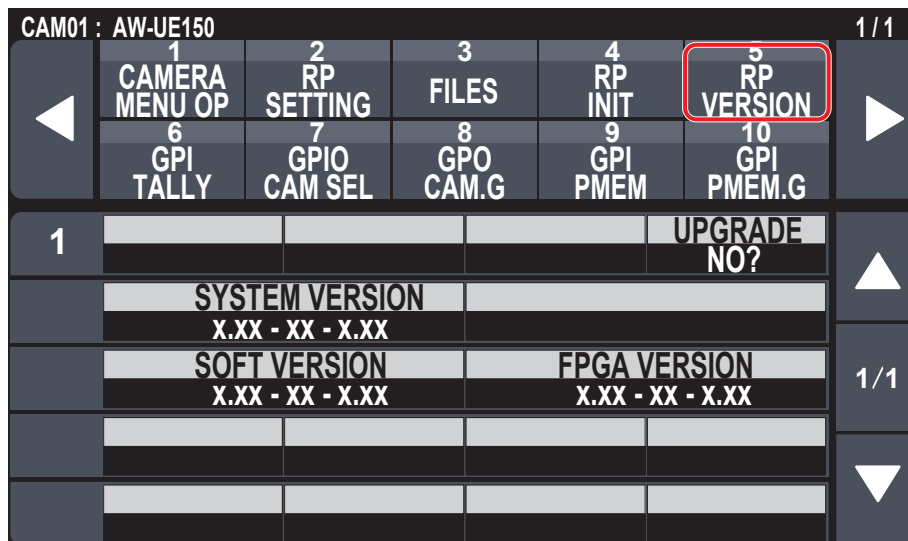 CAM01 : AW-UE150 1 / 1
1 2 3 4 5
CAMERA MENU OP RP SETTING FILES RP INIT RP VERSION
6 7 8 9 10
GPI TALLY GPIO CAM SEL GPO CAM.G GPI PMEM GPI PMEM.G
1 UPGRADE
NO?
SYSTEM VERSION
X.XX - XX - X.XX
SOFT VERSION FPGA VERSION
X.XX - XX - X.XX X.XX - XX - X.XX
1/1